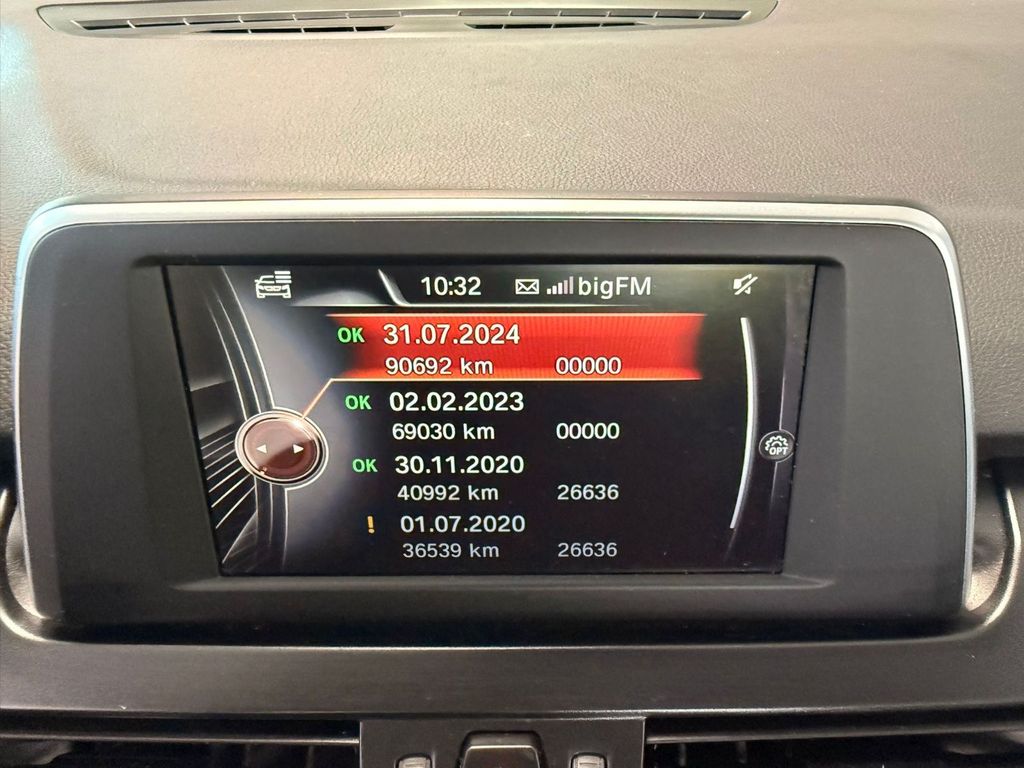 10:32 bigFM
OK 31.07.2024
90692 km 00000
OK 02.02.2023
69030 km 00000
OK 30.11.2020
40992 km 26636
! 01.07.2020
36539 km 26636
OPT